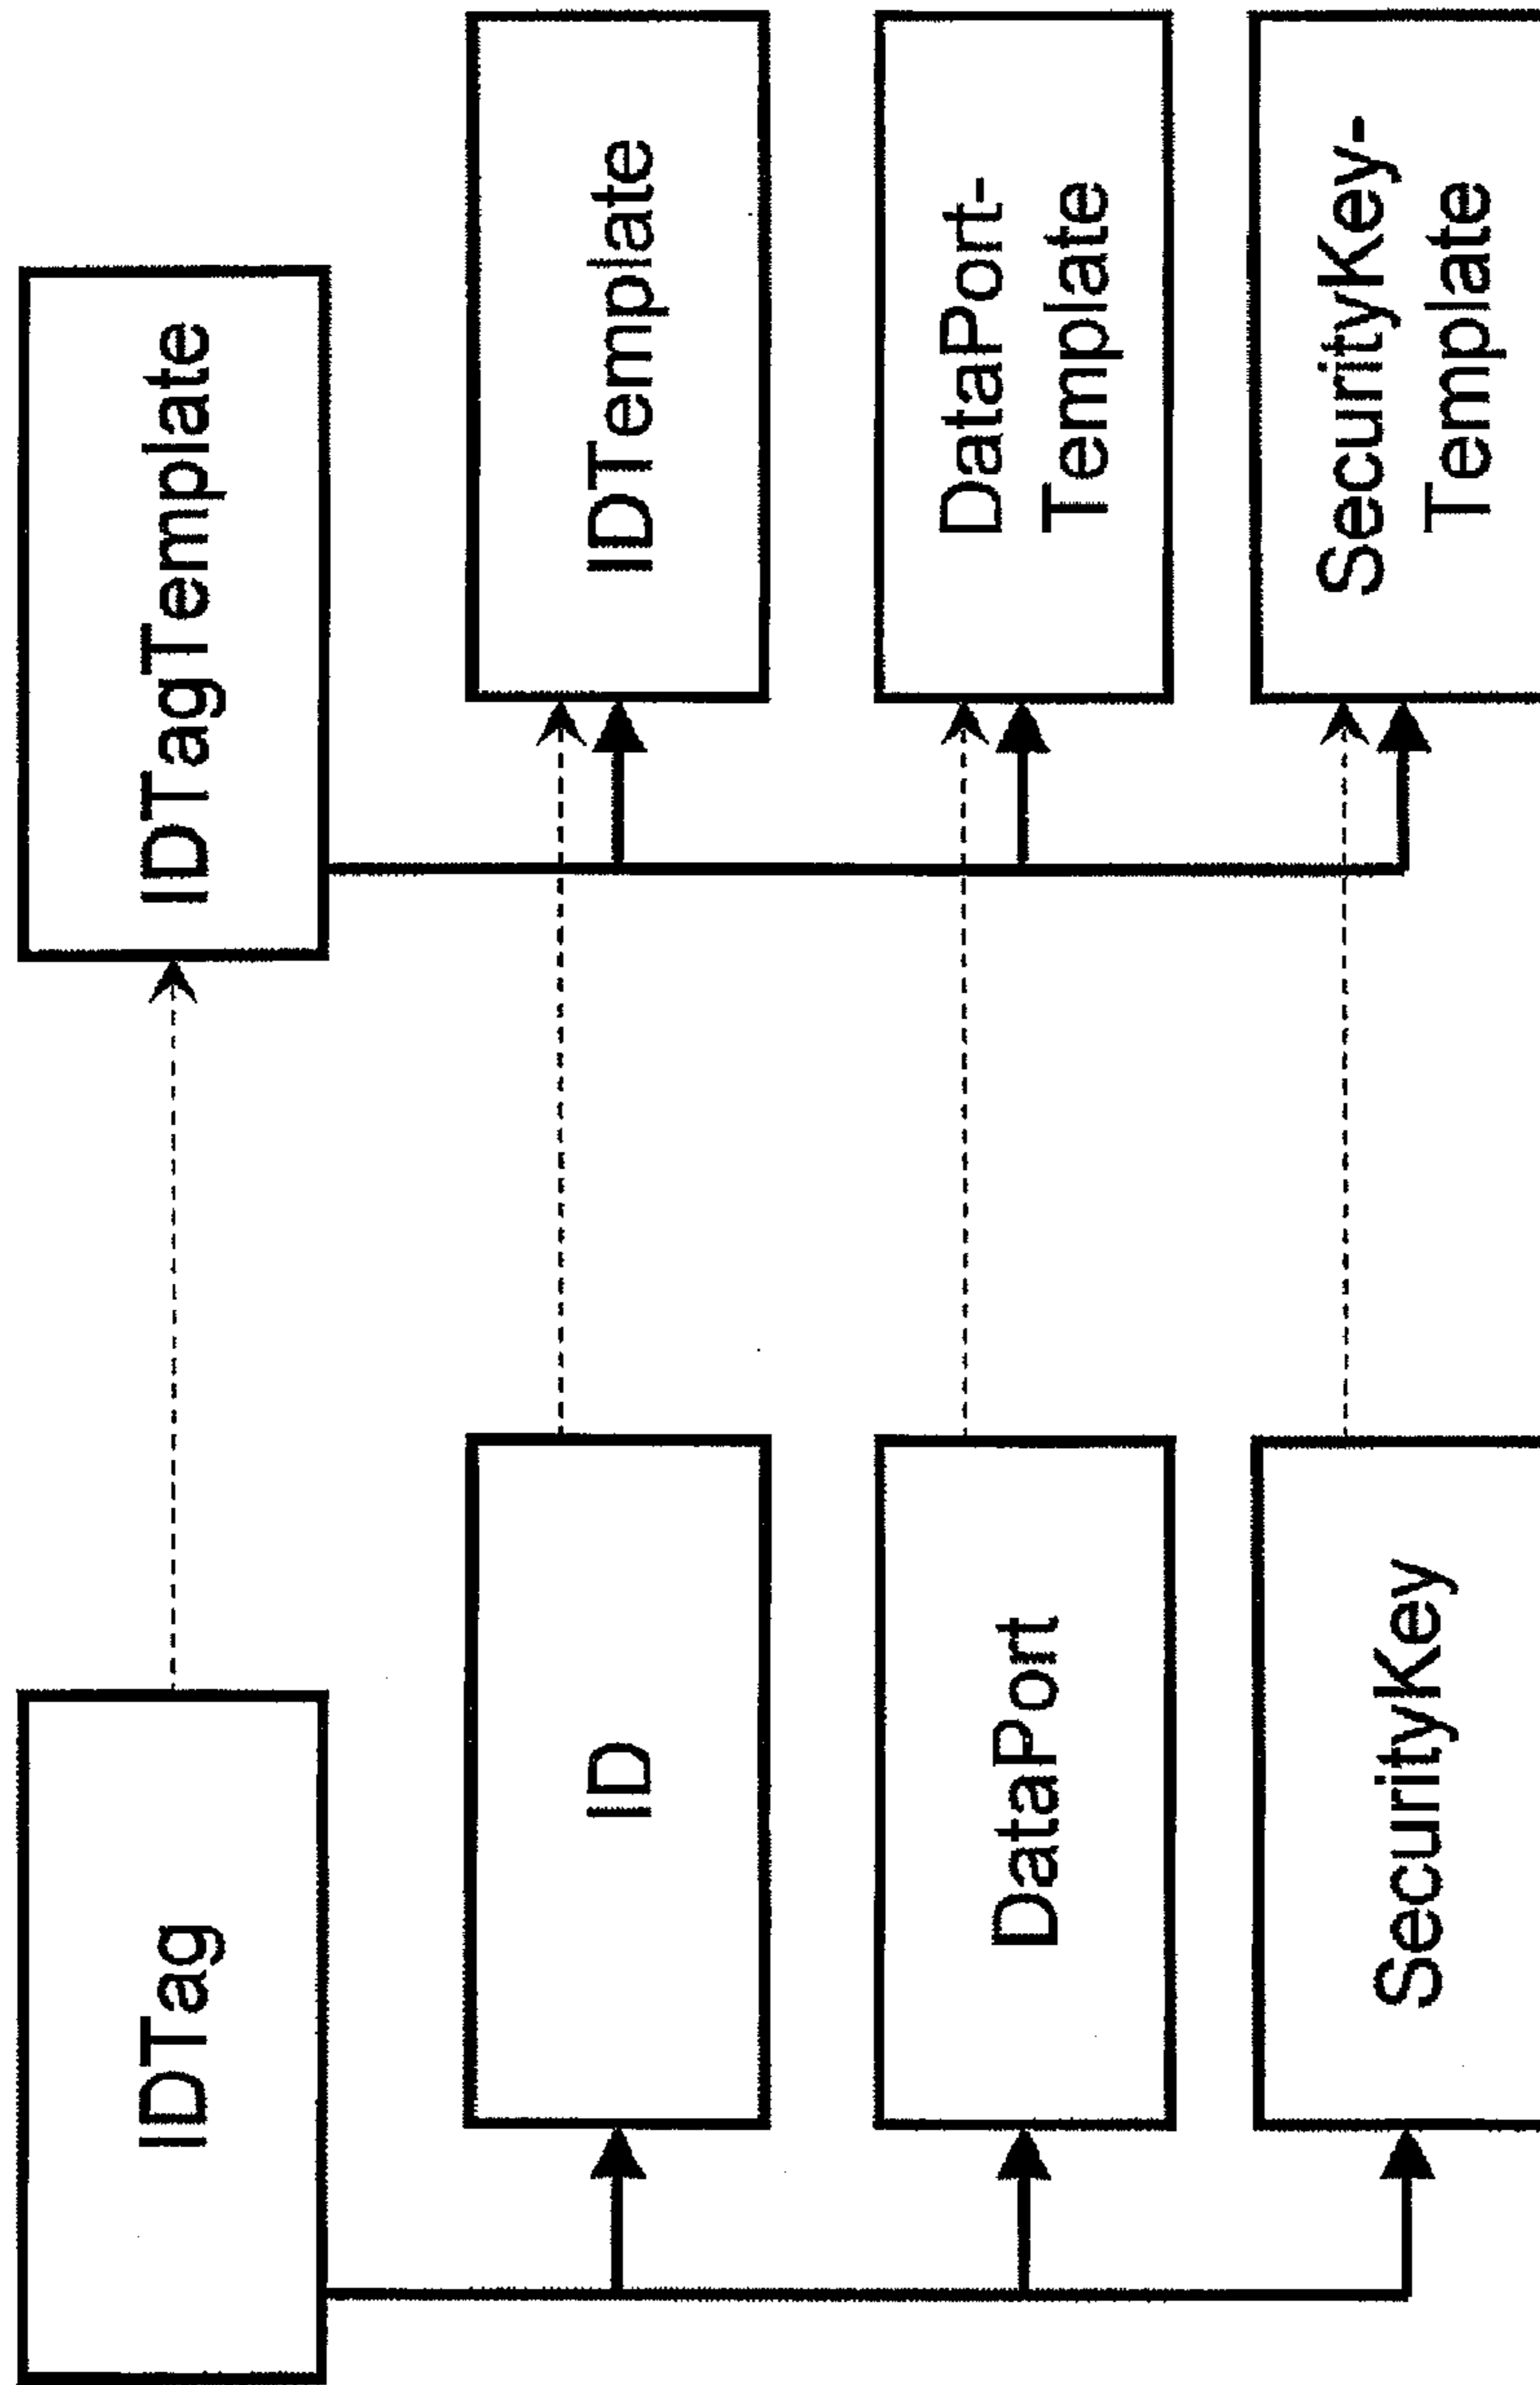 IDTag
IDTagTemplate
ID
IDTemplate
DataPort
DataPort-
Template
SecurityKey
SecurityKey-
Template